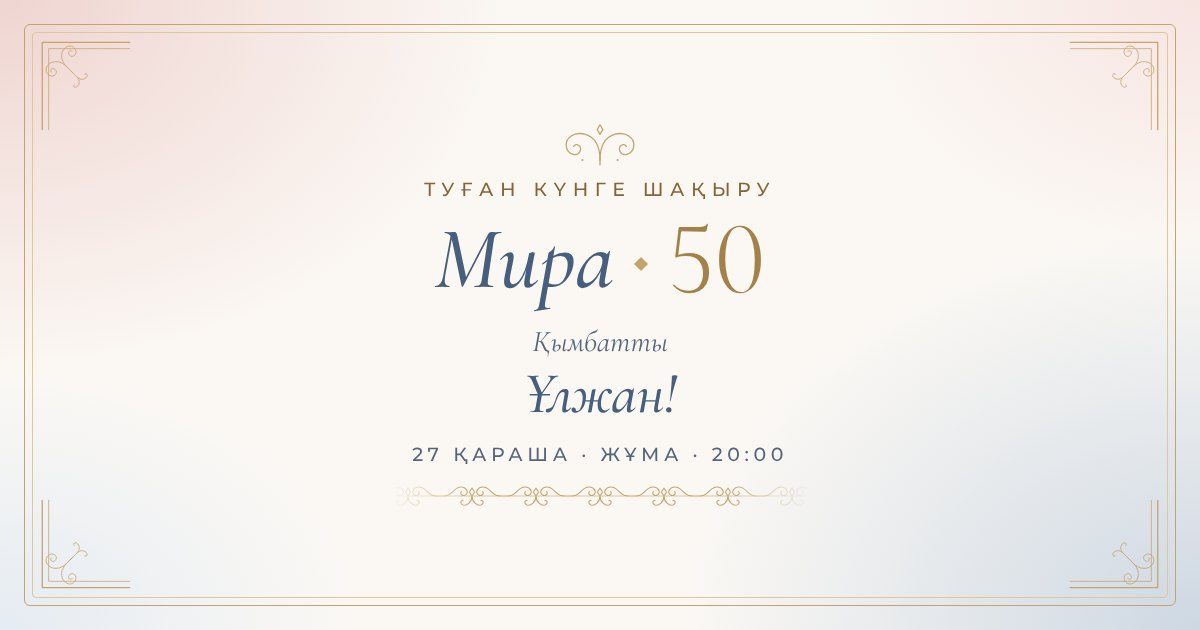 ТУҒАН КҮНГЕ ШАҚЫРУ
Мира · 50
Қымбатты
Ұлжан!
27 ҚАРАША · ЖҰМА · 20:00